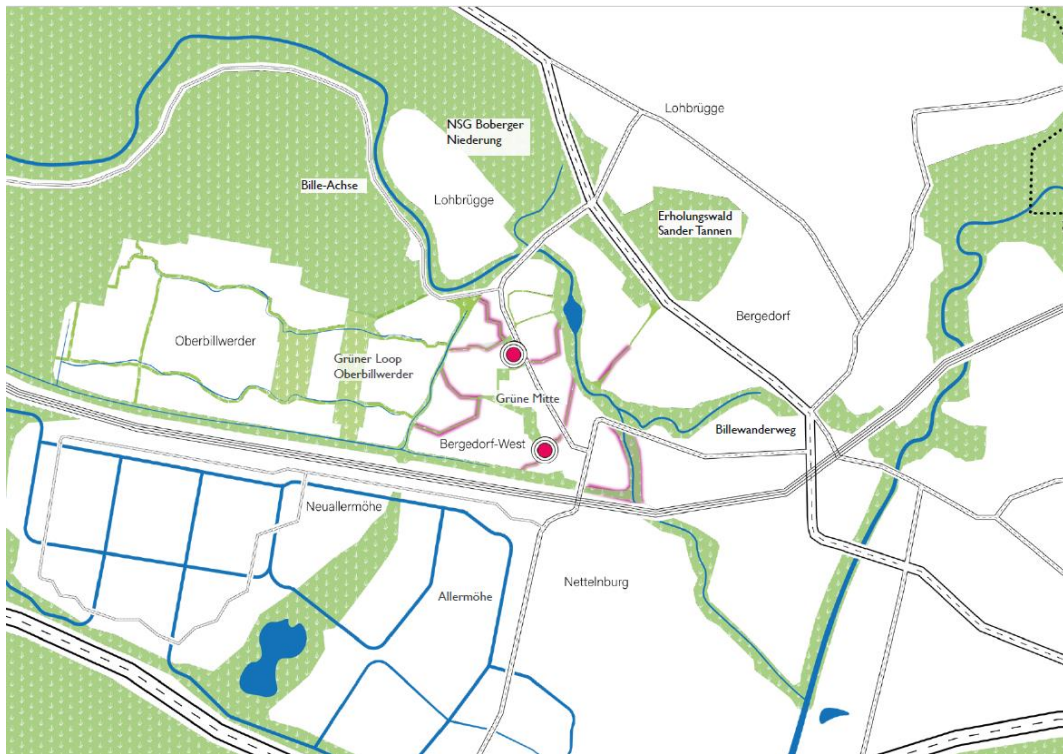 Lohbrügge
NSG Boberger
Niederung
Bille-Achse
Lohbrügge
Erholungswald
Sander Tannen
Bergedorf
Oberbillwerder
Grüner Loop
Oberbillwerder
Grüne Mitte
Billewanderweg
Bergedorf-West
Neuallermöhe
Nettelnburg
Allermöhe